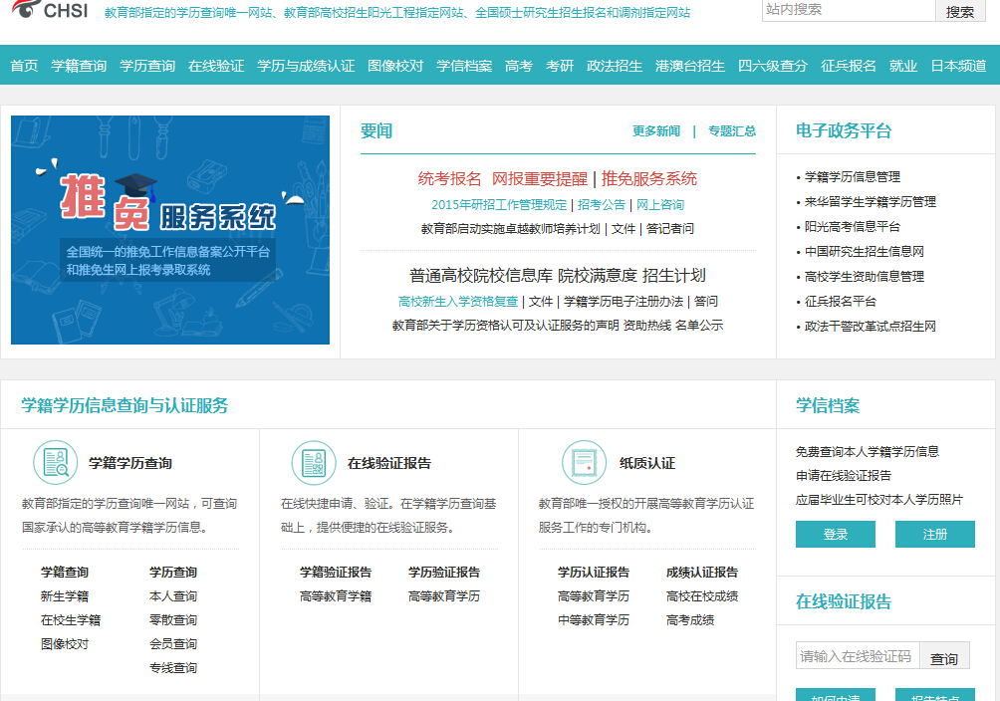 CHSI 教育部指定的学历查询唯一网站、教育部高校招生阳光工程指定网站、全国硕士研究生招生报名和调剂指定网站 站内搜索 搜索
首页 学籍查询 学历查询 在线验证 学历与成绩认证 图像校对 学信档案 高考 考研 政法招生 港澳台招生 四六级查分 征兵报名 就业 日本频道
推免服务系统
全国统一的推免工作信息备案公开平台
和推免生网上报考录取系统
要闻 更多新闻 | 专题汇总
统考报名 网报重要提醒 | 推免服务系统
2015年研招工作管理规定 | 招考公告 | 网上咨询
教育部启动实施卓越教师培养计划 | 文件 | 答记者问
普通高校院校信息库 院校满意度 招生计划
高校新生入学资格复查 | 文件 | 学籍学历电子注册办法 | 答问
教育部关于学历资格认可及认证服务的声明 资助热线 名单公示
电子政务平台
• 学籍学历信息管理
• 来华留学生学籍学历管理
• 阳光高考信息平台
• 中国研究生招生信息网
• 高校学生资助信息管理
• 征兵报名平台
• 政法干警改革试点招生网
学籍学历信息查询与认证服务
学籍学历查询
教育部指定的学历查询唯一网站，可查询
国家承认的高等教育学籍学历信息。
学籍查询 学历查询
新生学籍 本人查询
在校生学籍 零散查询
图像校对 会员查询
专线查询
在线验证报告
在线快捷申请、验证。在学籍学历查询基
础上，提供便捷的在线验证服务。
学籍验证报告 学历验证报告
高等教育学籍 高等教育学历
纸质认证
教育部唯一授权的开展高等教育学历认证
服务工作的专门机构。
学历认证报告 成绩认证报告
高等教育学历 高校在校成绩
中等教育学历 高考成绩
学信档案
免费查询本人学籍学历信息
申请在线验证报告
应届毕业生可校对本人学历照片
登录 注册
在线验证报告
请输入在线验证码 查询
如何申请 报告特点